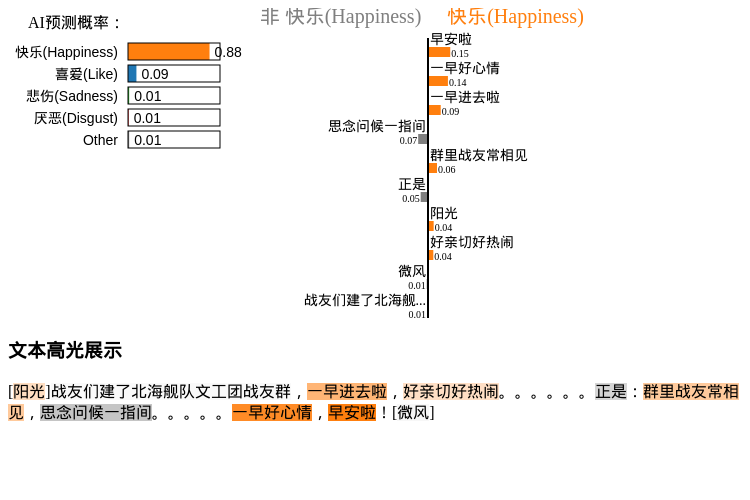 AI预测概率：
快乐(Happiness) 0.88
喜爱(Like) 0.09
悲伤(Sadness) 0.01
厌恶(Disgust) 0.01
Other 0.01
非 快乐(Happiness) 快乐(Happiness)
早安啦
0.15
一早好心情
0.14
一早进去啦
0.09
思念问候一指间
0.07
群里战友常相见
0.06
正是
0.05
阳光
0.04
好亲切好热闹
0.04
微风
0.01
战友们建了北海舰...
0.01
文本高光展示
[阳光]战友们建了北海舰队文工团战友群，一早进去啦，好亲切好热闹。。。。。。正是：群里战友常相
见，思念问候一指间。。。。。一早好心情，早安啦！[微风]